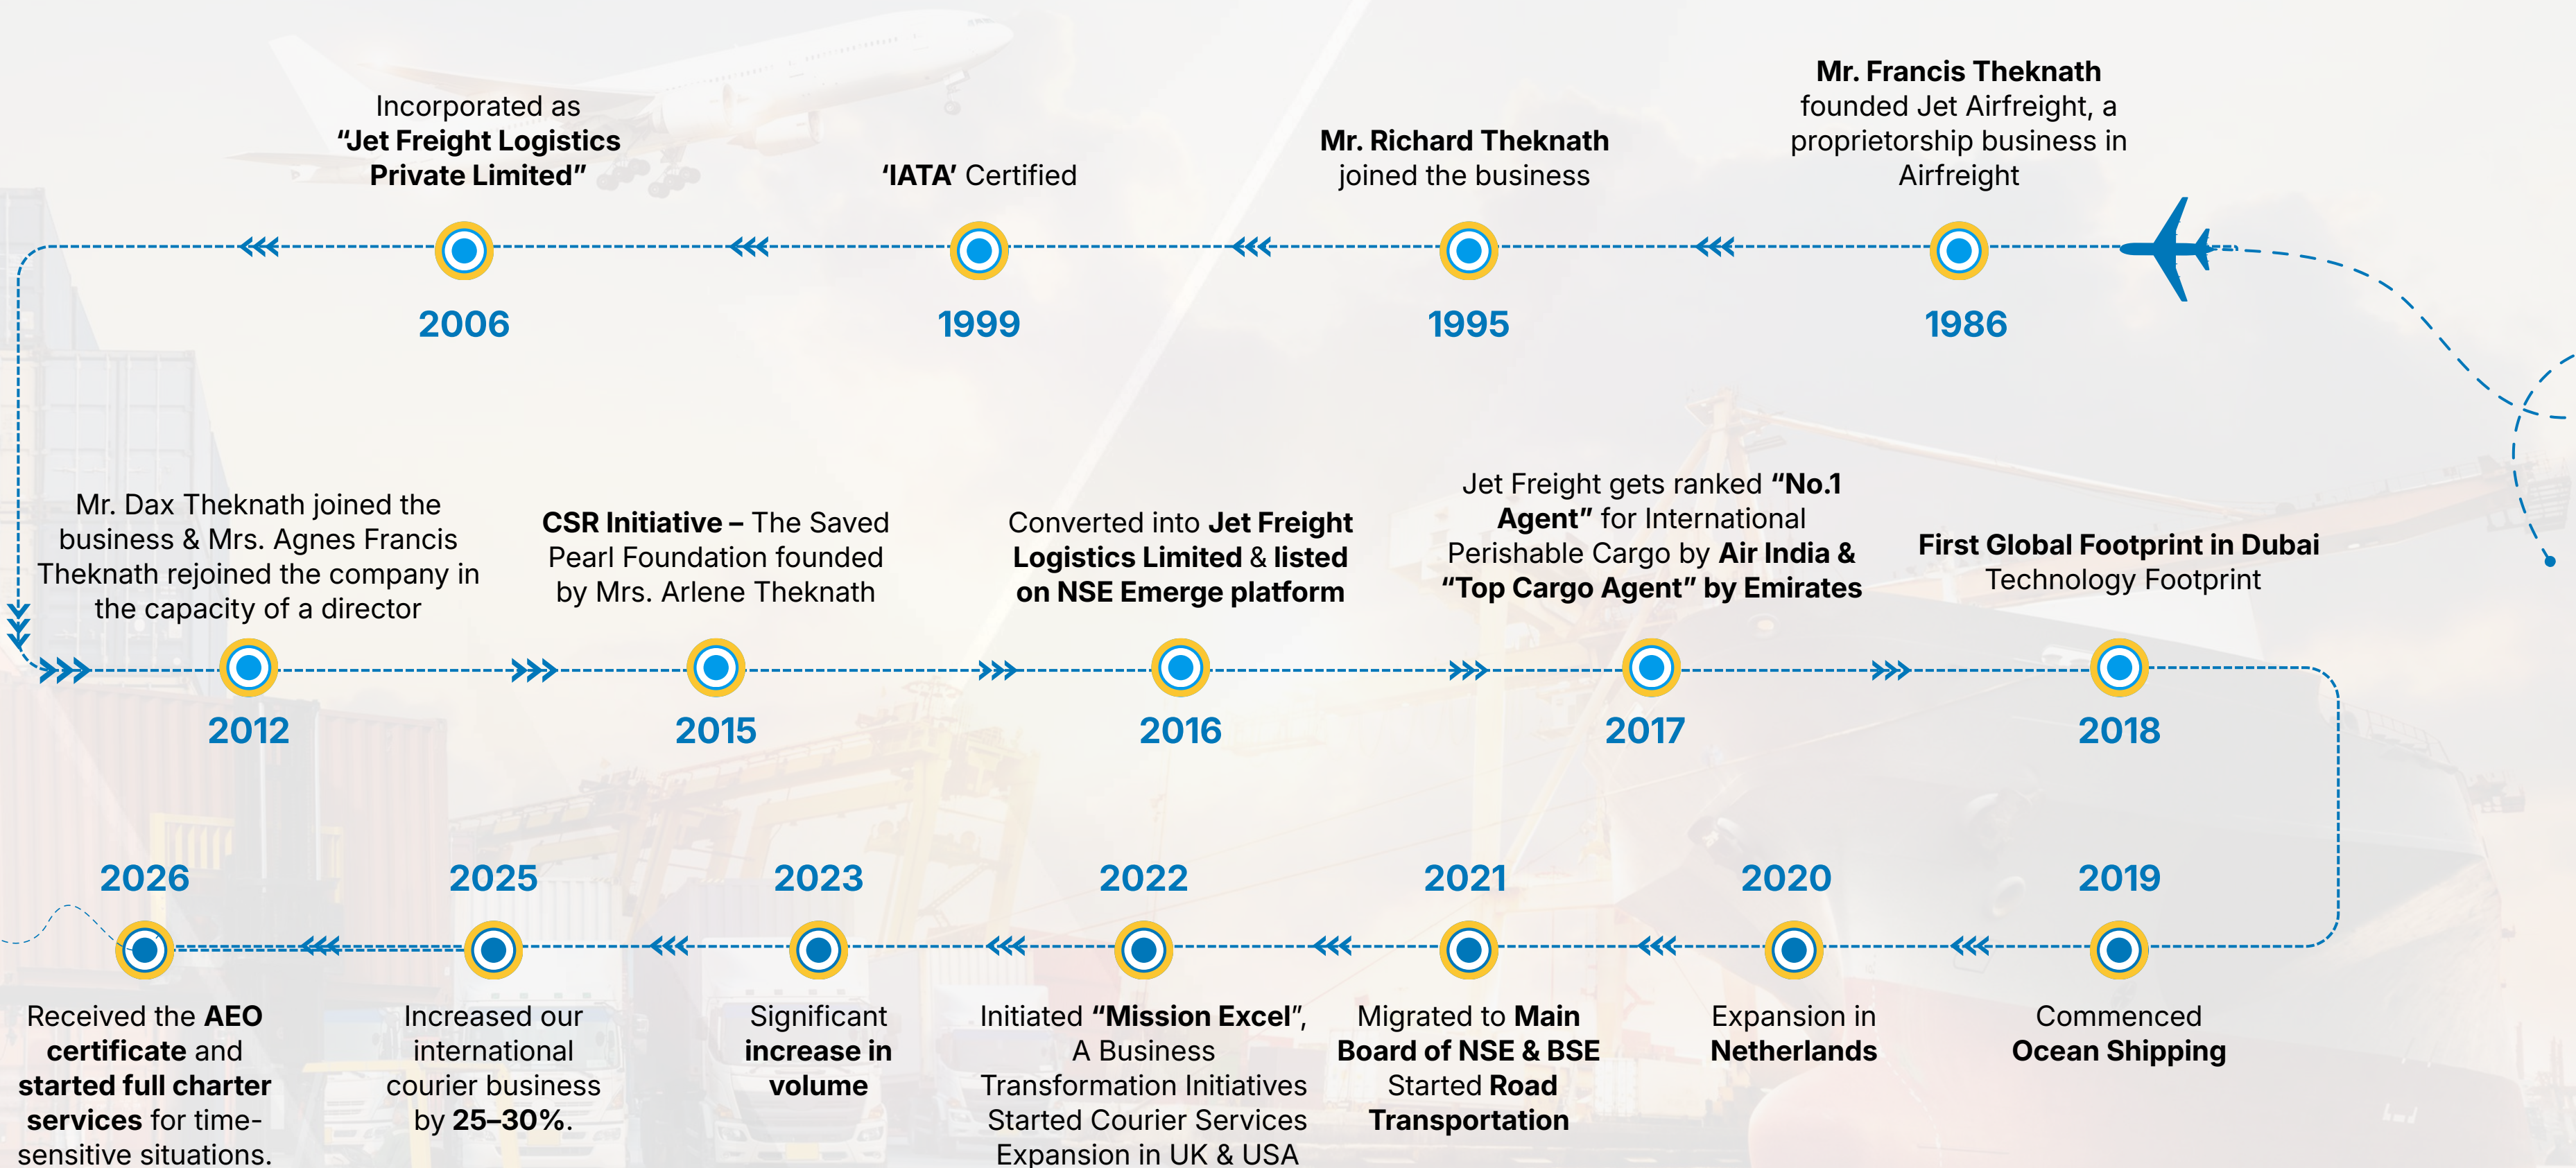 Mr. Francis Theknath
founded Jet Airfreight, a
proprietorship business in
Airfreight
1986
Mr. Richard Theknath
joined the business
1995
‘IATA’ Certified
1999
Incorporated as
“Jet Freight Logistics
Private Limited”
2006
Mr. Dax Theknath joined the
business & Mrs. Agnes Francis
Theknath rejoined the company in
the capacity of a director
2012
CSR Initiative – The Saved
Pearl Foundation founded
by Mrs. Arlene Theknath
2015
Converted into Jet Freight
Logistics Limited & listed
on NSE Emerge platform
2016
Jet Freight gets ranked “No.1
Agent” for International
Perishable Cargo by Air India &
“Top Cargo Agent” by Emirates
2017
First Global Footprint in Dubai
Technology Footprint
2018
2019
Commenced
Ocean Shipping
2020
Expansion in
Netherlands
2021
Migrated to Main
Board of NSE & BSE
Started Road
Transportation
2022
Initiated “Mission Excel”,
A Business
Transformation Initiatives
Started Courier Services
Expansion in UK & USA
2023
Significant
increase in
volume
2025
Increased our
international
courier business
by 25–30%.
2026
Received the AEO
certificate and
started full charter
services for time-
sensitive situations.